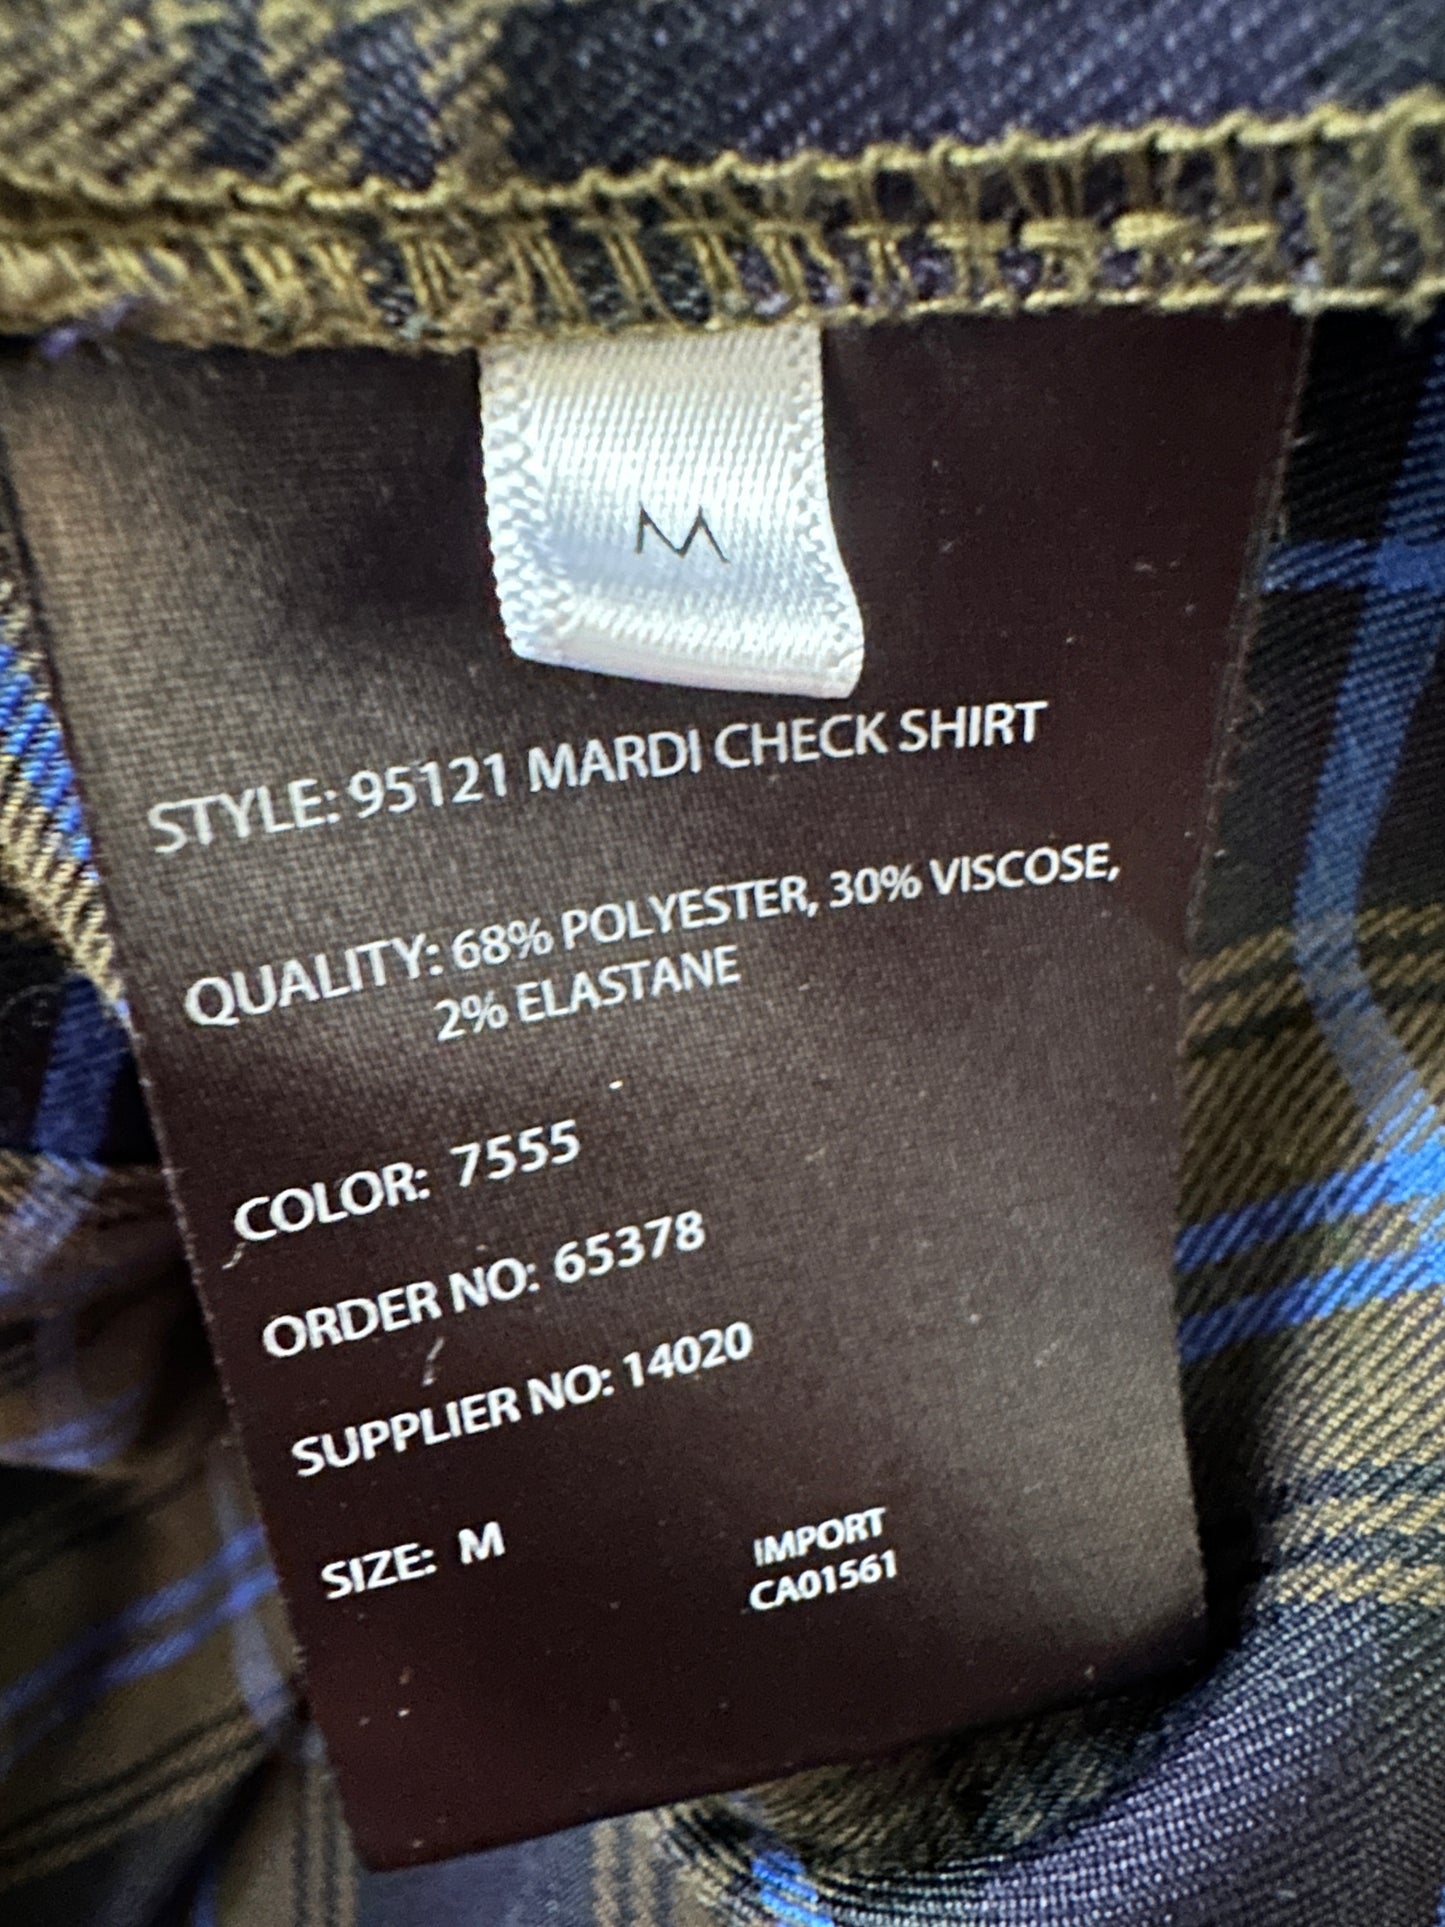 M
STYLE: 95121 MARDI CHECK SHIRT
QUALITY: 68% POLYESTER, 30% VISCOSE,
2% ELASTANE
COLOR: 7555
ORDER NO: 65378
SUPPLIER NO: 14020
SIZE: M
IMPORT
CA01561